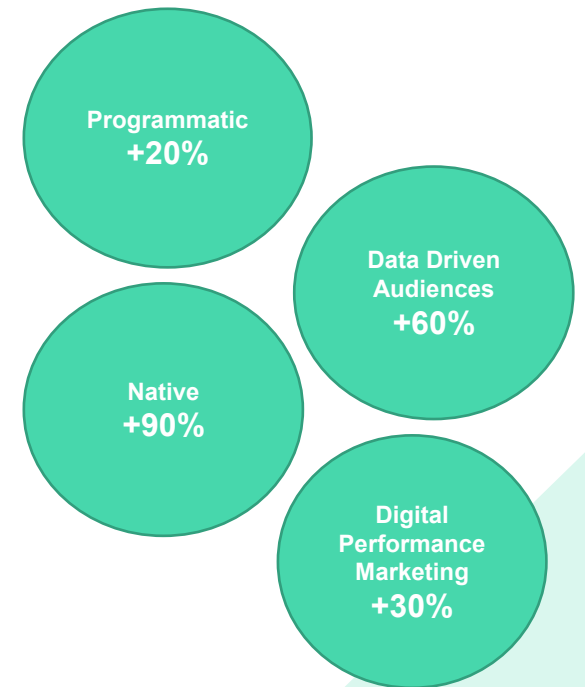 Programmatic
+20%
Data Driven
Audiences
+60%
Native
+90%
Digital
Performance
Marketing
+30%